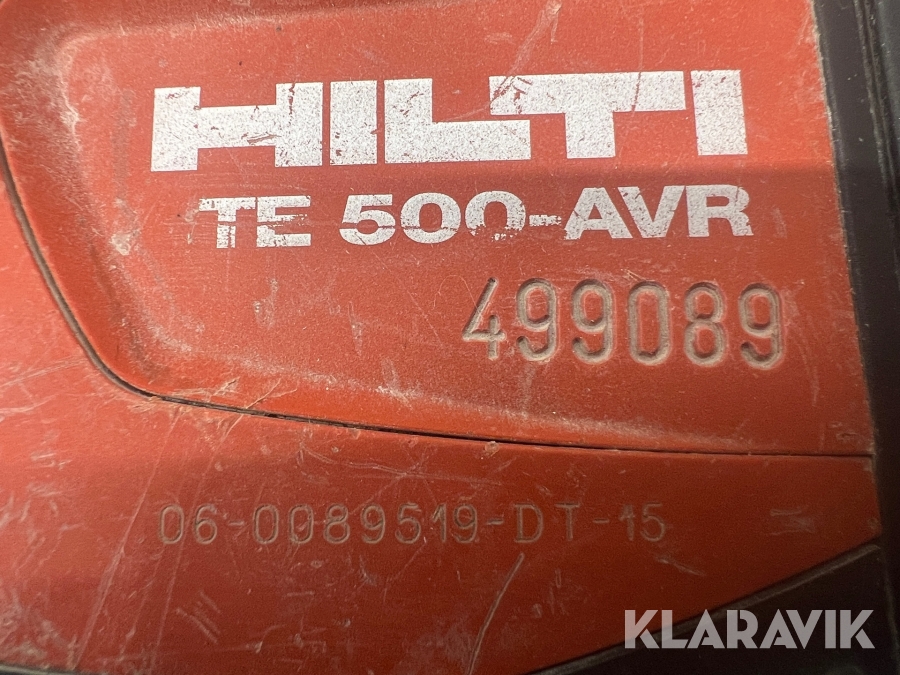 HILTI
TE 500-AVR
499089
06-0089519-DT-15
KLARAVIK